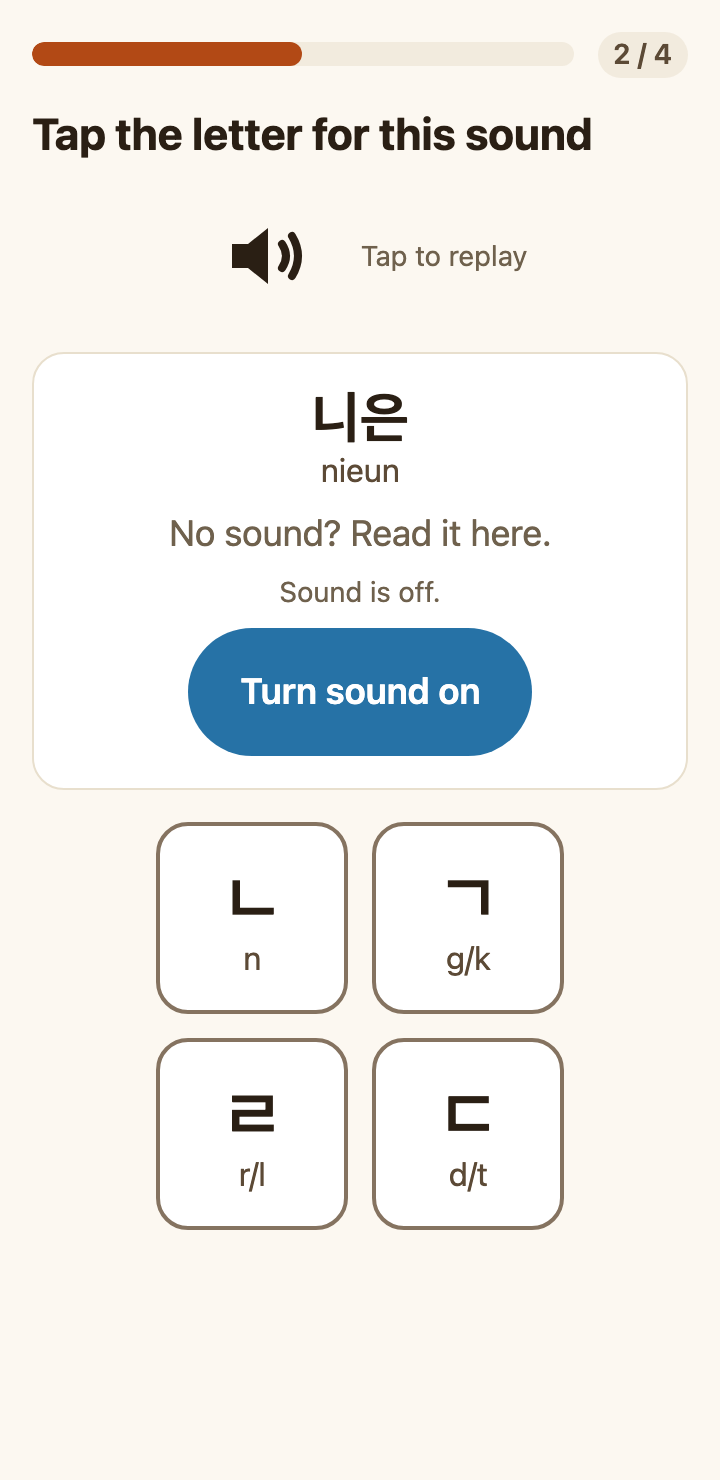 2 / 4
Tap the letter for this sound
Tap to replay
니은
nieun
No sound? Read it here.
Sound is off.
Turn sound on
ㄴ ㄱ
n g/k
ㄹ ㄷ
r/l d/t